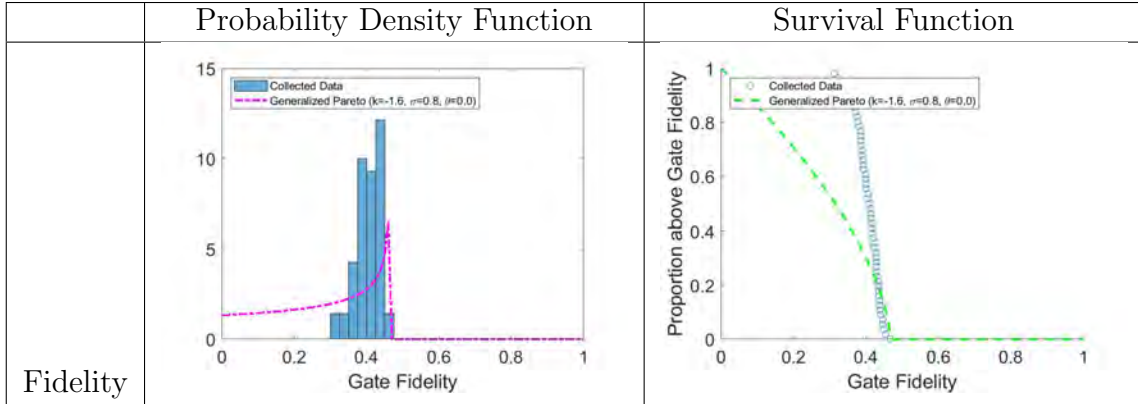 Probability Density Function
Survival Function
15
10
5
0
0
0.2
0.4
0.6
0.8
1
Gate Fidelity
Collected Data
Generalized Pareto (k=-1.6, σ=0.8, θ=0.0)
1
0.8
0.6
0.4
0.2
0
0
0.2
0.4
0.6
0.8
1
Proportion above Gate Fidelity
Gate Fidelity
Collected Data
Generalized Pareto (k=-1.6, σ=0.8, θ=0.0)
Fidelity